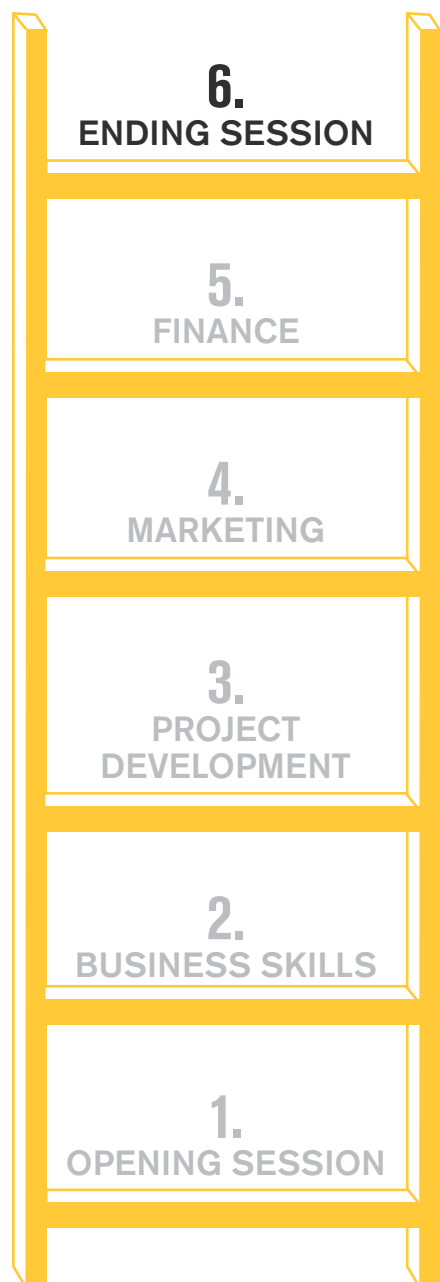 6.
ENDING SESSION
5.
FINANCE
4.
MARKETING
3.
PROJECT
DEVELOPMENT
2.
BUSINESS SKILLS
1.
OPENING SESSION